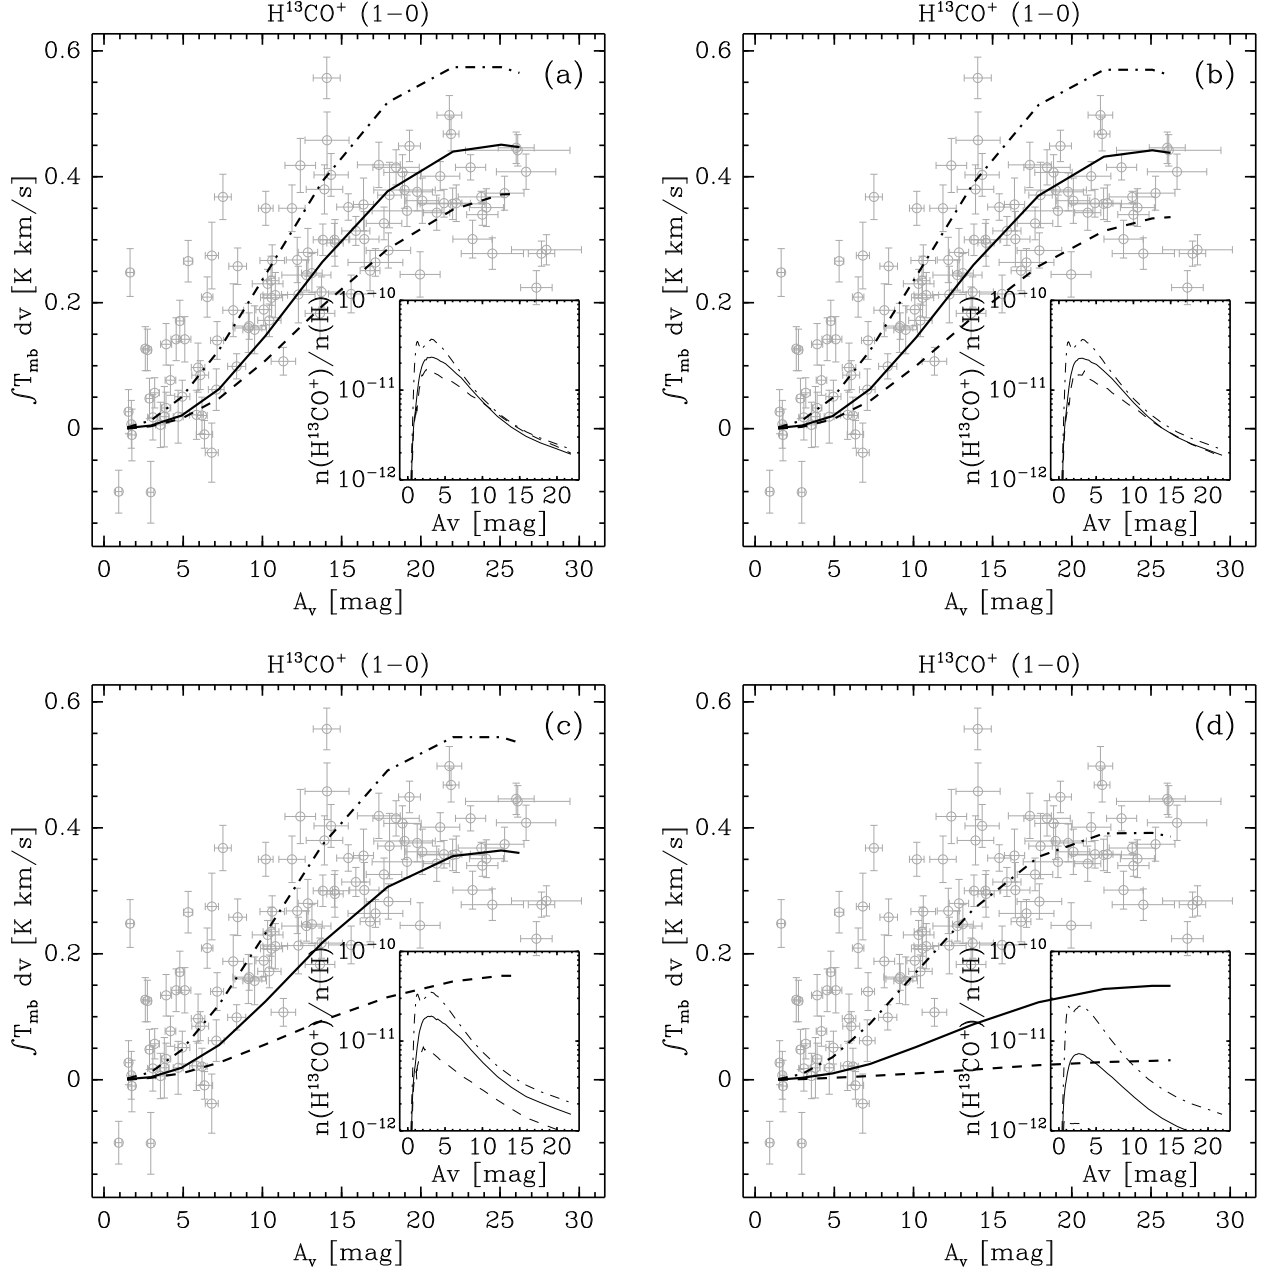 H¹³CO⁺ (1−0)
(a)
0.6
0.4
0.2
0
∫T_mb dv [K km/s]
n(H¹³CO⁺)/n(H)
10⁻¹⁰
10⁻¹¹
10⁻¹²
0 5 10 15 20
Av [mag]
0 5 10 15 20 25 30
A_v [mag]
H¹³CO⁺ (1−0)
(b)
0.6
0.4
0.2
0
∫T_mb dv [K km/s]
n(H¹³CO⁺)/n(H)
10⁻¹⁰
10⁻¹¹
10⁻¹²
0 5 10 15 20
Av [mag]
0 5 10 15 20 25 30
A_v [mag]
H¹³CO⁺ (1−0)
(c)
0.6
0.4
0.2
0
∫T_mb dv [K km/s]
n(H¹³CO⁺)/n(H)
10⁻¹⁰
10⁻¹¹
10⁻¹²
0 5 10 15 20
Av [mag]
0 5 10 15 20 25 30
A_v [mag]
H¹³CO⁺ (1−0)
(d)
0.6
0.4
0.2
0
∫T_mb dv [K km/s]
n(H¹³CO⁺)/n(H)
10⁻¹⁰
10⁻¹¹
10⁻¹²
0 5 10 15 20
Av [mag]
0 5 10 15 20 25 30
A_v [mag]